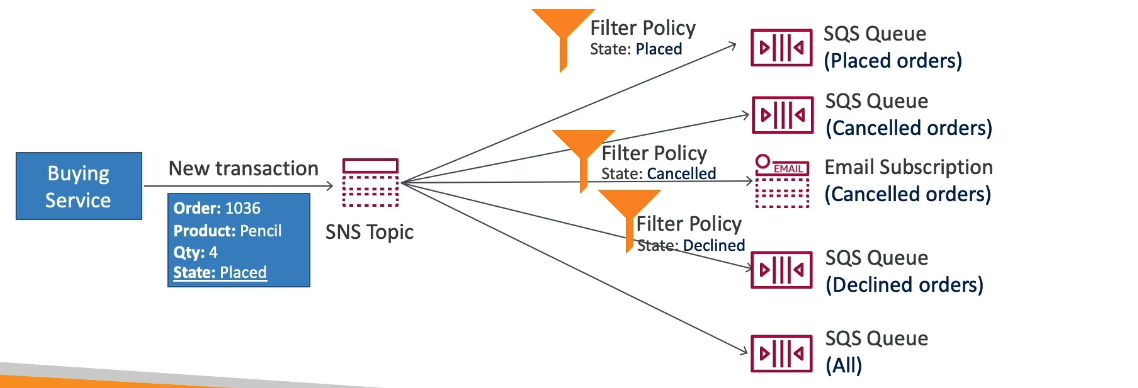 Filter Policy
State: Placed
SQS Queue
(Placed orders)
SQS Queue
(Cancelled orders)
Buying
Service
New transaction
Order: 1036
Product: Pencil
Qty: 4
State: Placed
SNS Topic
Filter Policy
State: Cancelled
EMAIL
Email Subscription
(Cancelled orders)
Filter Policy
State: Declined
SQS Queue
(Declined orders)
SQS Queue
(All)